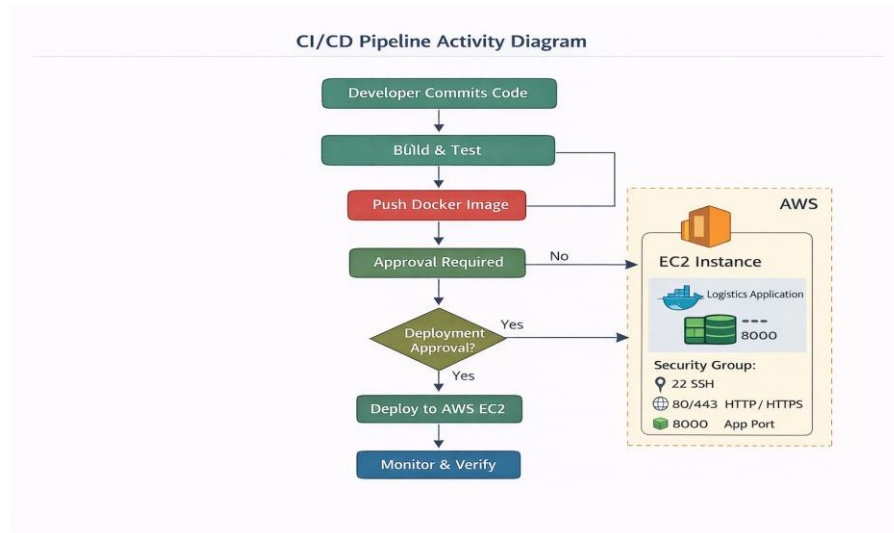 CI/CD Pipeline Activity Diagram
Developer Commits Code
Build & Test
Push Docker Image
Approval Required
No
Deployment
Approval?
Yes
Yes
Deploy to AWS EC2
Monitor & Verify
AWS
EC2 Instance
Logistics Application
---
8000
Security Group:
22 SSH
80/443 HTTP / HTTPS
8000 App Port